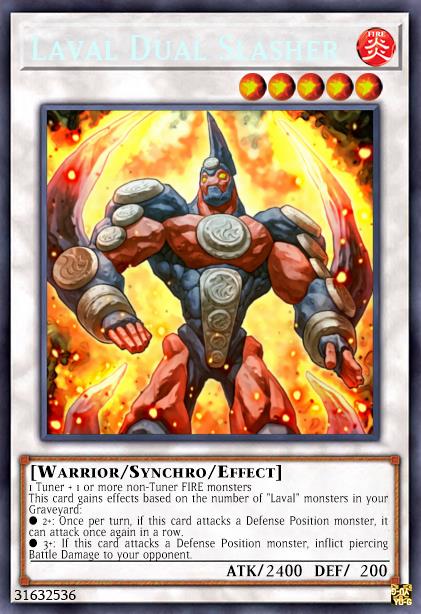 Laval Dual Slasher
FIRE
炎
[Warrior/Synchro/Effect]
1 Tuner + 1 or more non-Tuner FIRE monsters
This card gains effects based on the number of "Laval" monsters in your
Graveyard:
● 2+: Once per turn, if this card attacks a Defense Position monster, it
can attack once again in a row.
● 3+: If this card attacks a Defense Position monster, inflict piercing
Battle Damage to your opponent.
ATK/2400 DEF/ 200
31632536